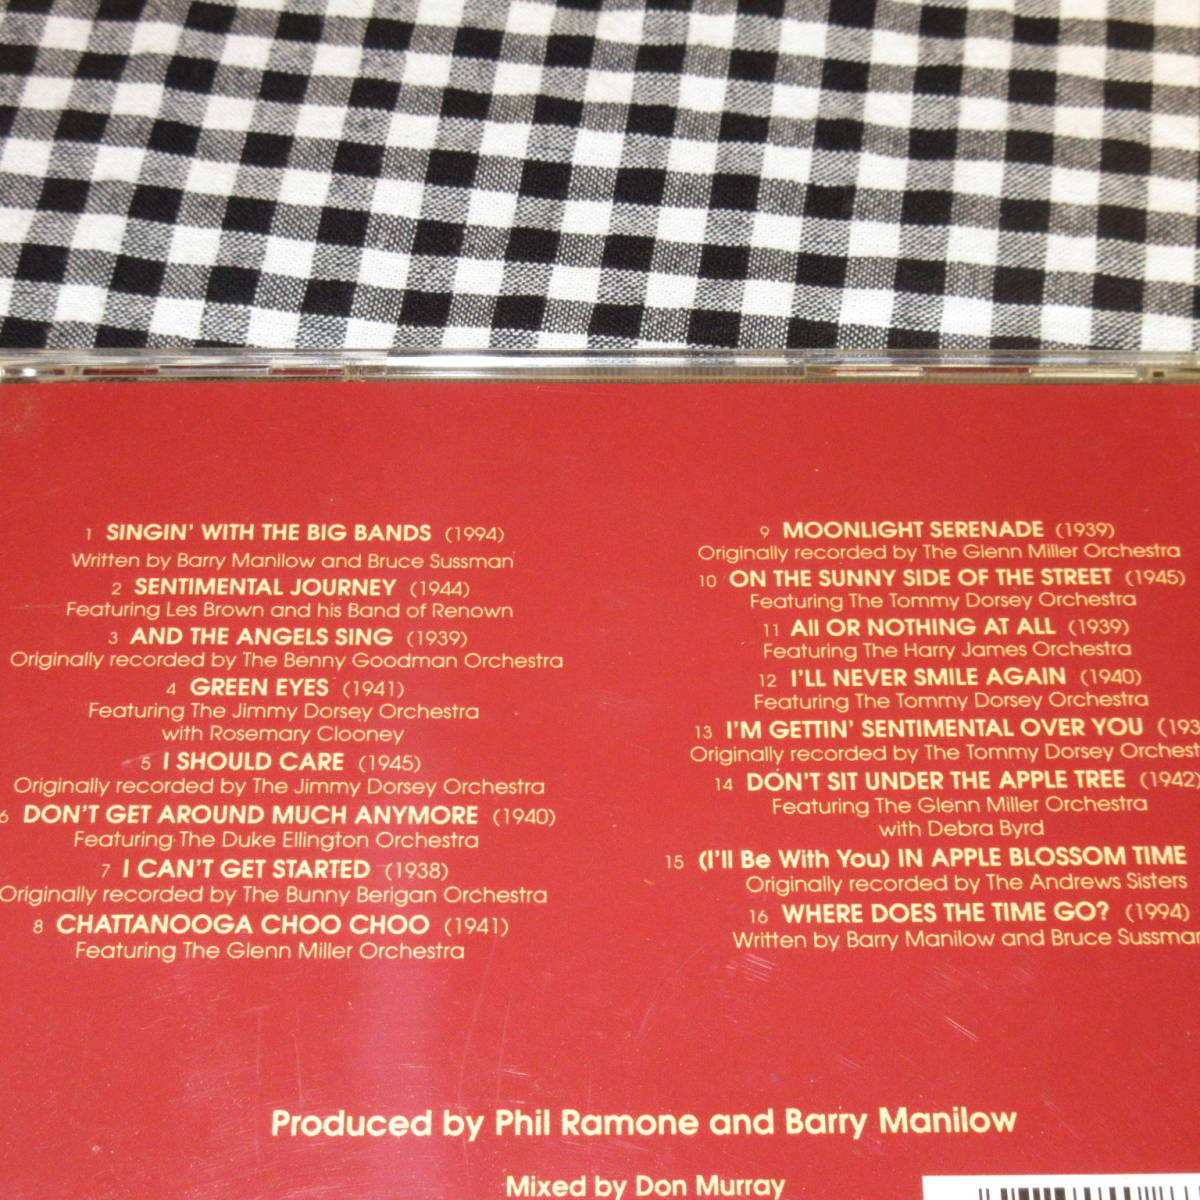 1 SINGIN' WITH THE BIG BANDS (1994)
Written by Barry Manilow and Bruce Sussman
2 SENTIMENTAL JOURNEY (1944)
Featuring Les Brown and his Band of Renown
3 AND THE ANGELS SING (1939)
Originally recorded by The Benny Goodman Orchestra
4 GREEN EYES (1941)
Featuring The Jimmy Dorsey Orchestra
with Rosemary Clooney
5 I SHOULD CARE (1945)
Originally recorded by The Jimmy Dorsey Orchestra
6 DON'T GET AROUND MUCH ANYMORE (1940)
Featuring The Duke Ellington Orchestra
7 I CAN'T GET STARTED (1938)
Originally recorded by The Bunny Berigan Orchestra
8 CHATTANOOGA CHOO CHOO (1941)
Featuring The Glenn Miller Orchestra
9 MOONLIGHT SERENADE (1939)
Originally recorded by The Glenn Miller Orchestra
10 ON THE SUNNY SIDE OF THE STREET (1945)
Featuring The Tommy Dorsey Orchestra
11 All OR NOTHING AT ALL (1939)
Featuring The Harry James Orchestra
12 I'LL NEVER SMILE AGAIN (1940)
Featuring The Tommy Dorsey Orchestra
13 I'M GETTIN' SENTIMENTAL OVER YOU (193
Originally recorded by The Tommy Dorsey Orchest
14 DON'T SIT UNDER THE APPLE TREE (1942)
Featuring The Glenn Miller Orchestra
with Debra Byrd
15 (I'll Be With You) IN APPLE BLOSSOM TIME
Originally recorded by The Andrews Sisters
16 WHERE DOES THE TIME GO? (1994)
Written by Barry Manilow and Bruce Sussman
Produced by Phil Ramone and Barry Manilow
Mixed by Don Murray